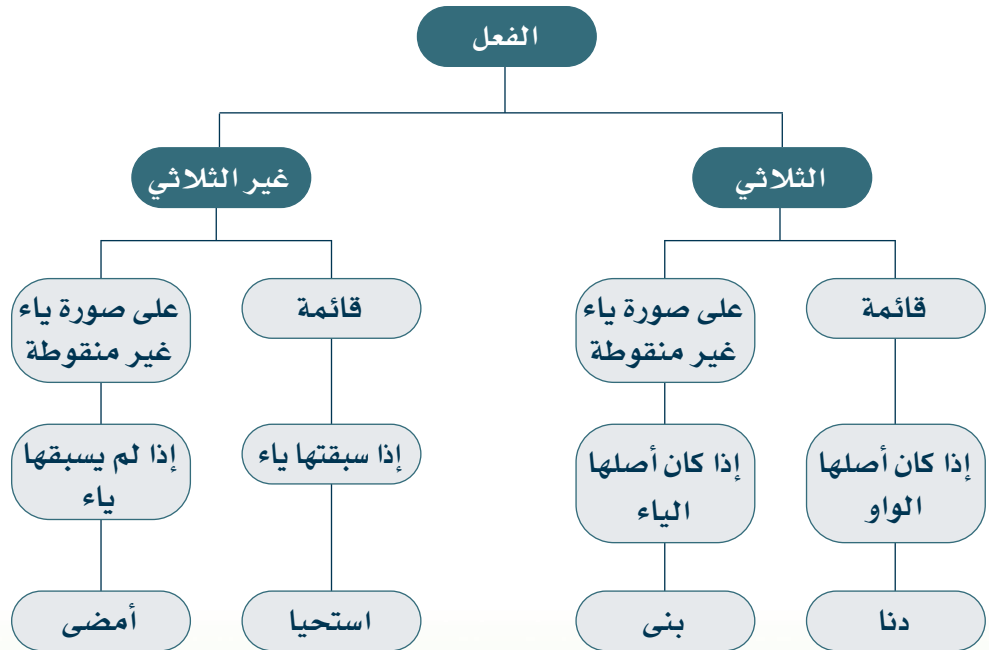 الفعل
الثلاثي
غير الثلاثي
قائمة
على صورة ياء
غير منقوطة
قائمة
على صورة ياء
غير منقوطة
إذا كان أصلها
الواو
إذا كان أصلها
الياء
إذا سبقتها ياء
إذا لم يسبقها
ياء
دنا
بنى
استحيا
أمضى